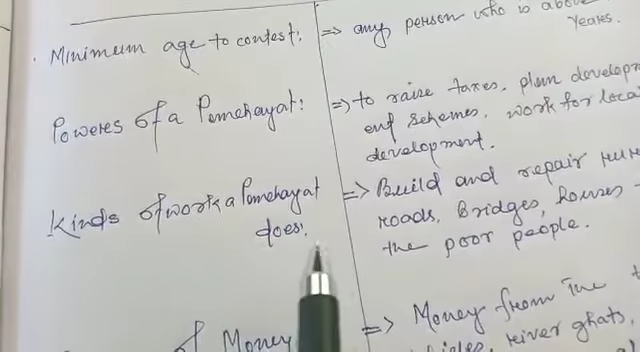 Minimum age to contest: => any person who is above
Years.
Powers of a Panchayat: => to raise taxes, plan develop
ent schemes, work for local
development.
Kinds of work a Panchayat does: => Build and repair
roads, Bridges, houses
the poor people.
of Money => Money from the
river ghats,